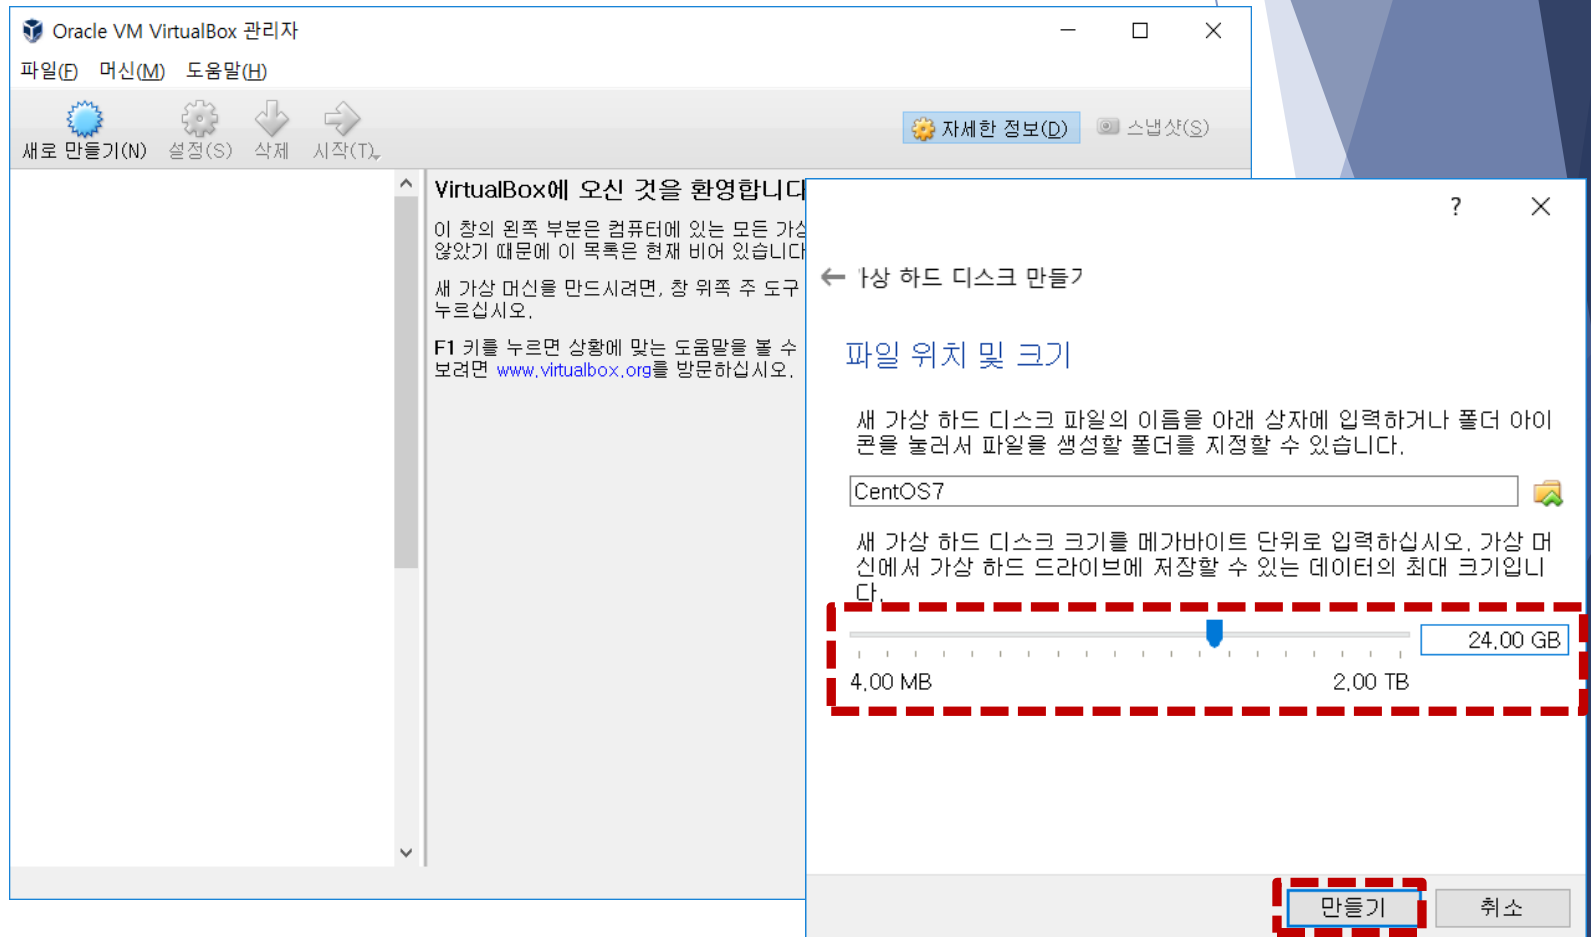 Oracle VM VirtualBox 관리자
파일(F) 머신(M) 도움말(H)
새로 만들기(N) 설정(S) 삭제 시작(T)
자세한 정보(D) 스냅샷(S)
VirtualBox에 오신 것을 환영합니다
이 창의 왼쪽 부분은 컴퓨터에 있는 모든 가상
않았기 때문에 이 목록은 현재 비어 있습니다
새 가상 머신을 만드시려면, 창 위쪽 주 도구
누르십시오.
F1 키를 누르면 상황에 맞는 도움말을 볼 수
보려면 www.virtualbox.org를 방문하십시오.
?
상 하드 디스크 만들
파일 위치 및 크기
새 가상 하드 디스크 파일의 이름을 아래 상자에 입력하거나 폴더 아이
콘을 눌러서 파일을 생성할 폴더를 지정할 수 있습니다.
CentOS7
새 가상 하드 디스크 크기를 메가바이트 단위로 입력하십시오. 가상 머
신에서 가상 하드 드라이브에 저장할 수 있는 데이터의 최대 크기입니
다.
24.00 GB
4.00 MB 2.00 TB
만들기 취소